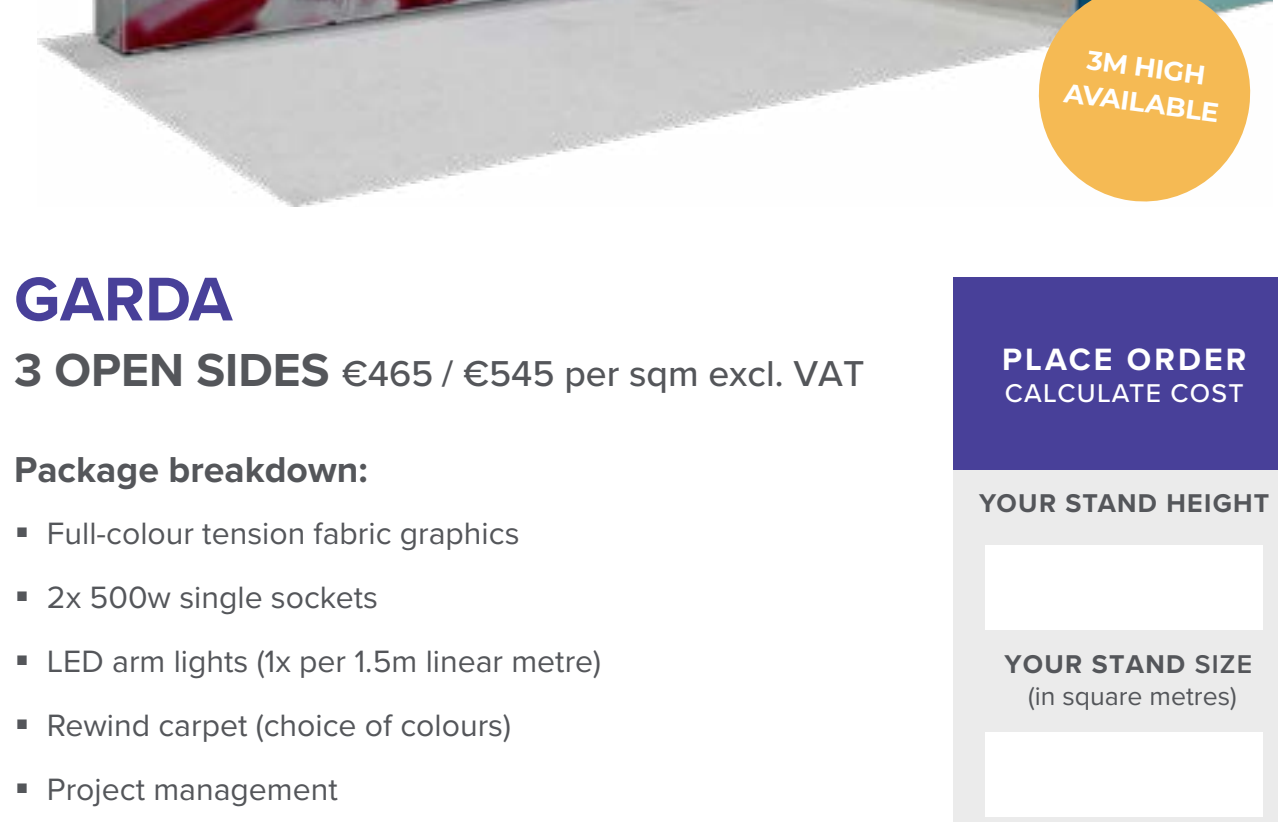 3M HIGH
AVAILABLE
GARDA
3 OPEN SIDES €465 / €545 per sqm excl. VAT
Package breakdown:
▪ Full-colour tension fabric graphics
▪ 2x 500w single sockets
▪ LED arm lights (1x per 1.5m linear metre)
▪ Rewind carpet (choice of colours)
▪ Project management
PLACE ORDER
CALCULATE COST
YOUR STAND HEIGHT
YOUR STAND SIZE
(in square metres)